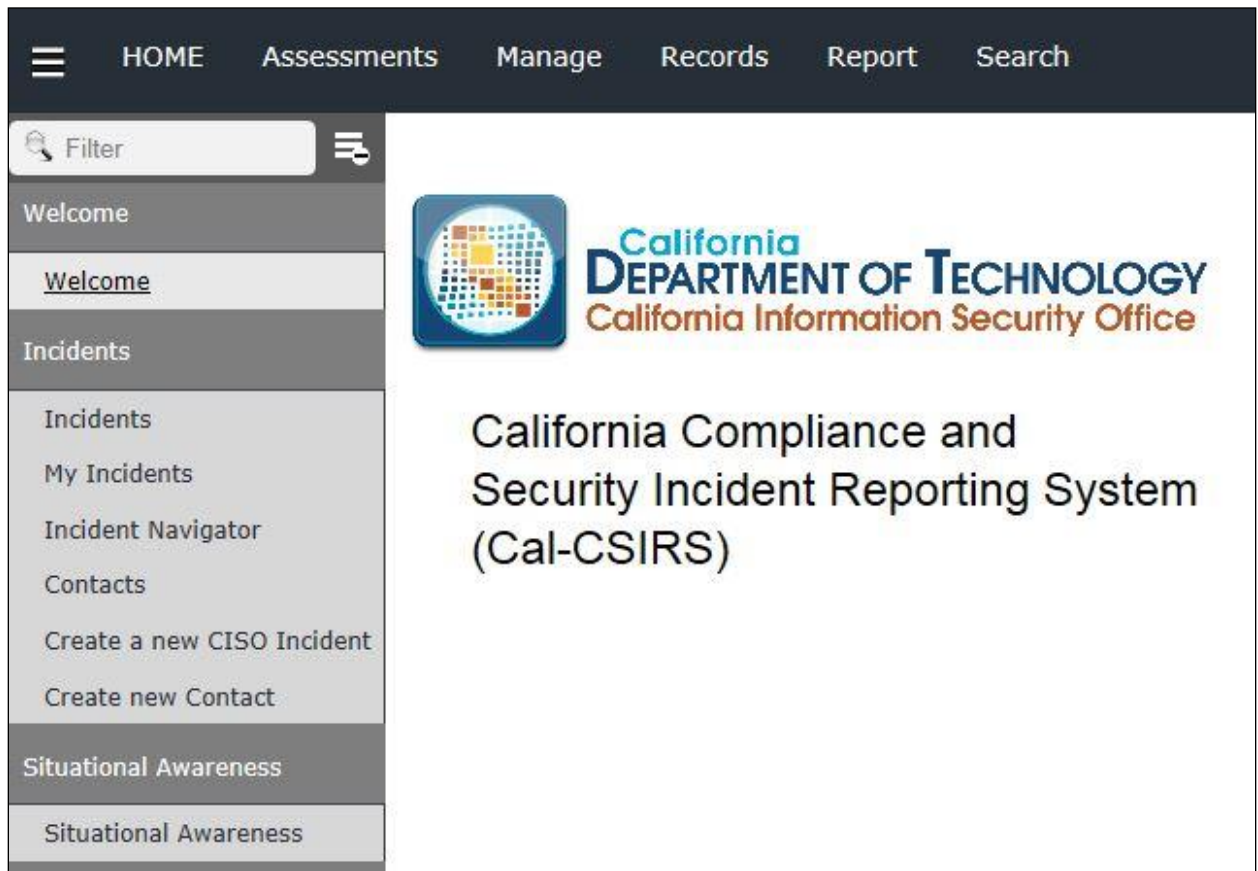 HOME Assessments Manage Records Report Search
Filter
Welcome
Welcome
Incidents
Incidents
My Incidents
Incident Navigator
Contacts
Create a new CISO Incident
Create new Contact
Situational Awareness
Situational Awareness
California
DEPARTMENT OF TECHNOLOGY
California Information Security Office
California Compliance and
Security Incident Reporting System
(Cal-CSIRS)